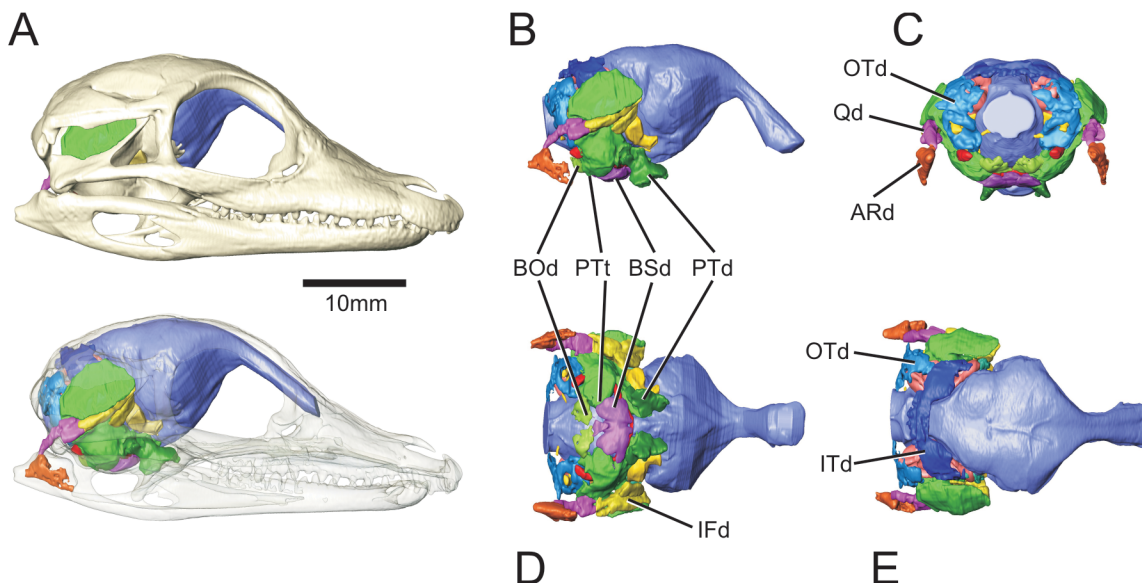 A
B
C
OTd
Qd
ARd
10mm
BOd PTt BSd PTd
OTd
ITd
IFd
D
E